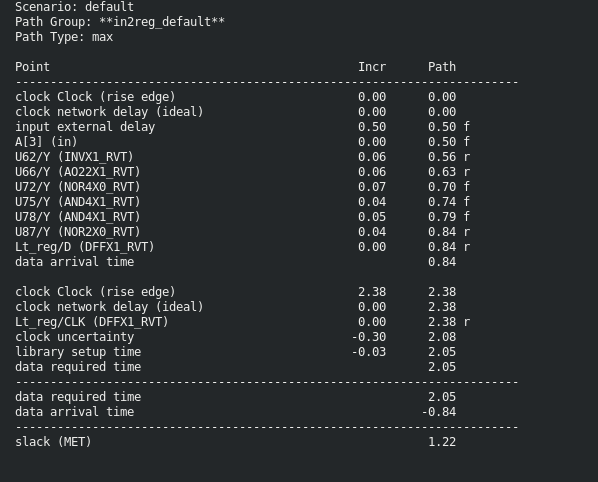 Scenario: default
Path Group: **in2reg_default**
Path Type: max
Point                                            Incr      Path
------------------------------------------------------------------------
clock Clock (rise edge)                          0.00      0.00
clock network delay (ideal)                      0.00      0.00
input external delay                             0.50      0.50 f
A[3] (in)                                        0.00      0.50 f
U62/Y (INVX1_RVT)                                0.06      0.56 r
U66/Y (AO22X1_RVT)                               0.06      0.63 r
U72/Y (NOR4X0_RVT)                               0.07      0.70 f
U75/Y (AND4X1_RVT)                               0.04      0.74 f
U78/Y (AND4X1_RVT)                               0.05      0.79 f
U87/Y (NOR2X0_RVT)                               0.04      0.84 r
Lt_reg/D (DFFX1_RVT)                             0.00      0.84 r
data arrival time                                          0.84
clock Clock (rise edge)                          2.38      2.38
clock network delay (ideal)                      0.00      2.38
Lt_reg/CLK (DFFX1_RVT)                           0.00      2.38 r
clock uncertainty                               -0.30      2.08
library setup time                              -0.03      2.05
data required time                                         2.05
------------------------------------------------------------------------
data required time                                         2.05
data arrival time                                         -0.84
------------------------------------------------------------------------
slack (MET)                                                1.22